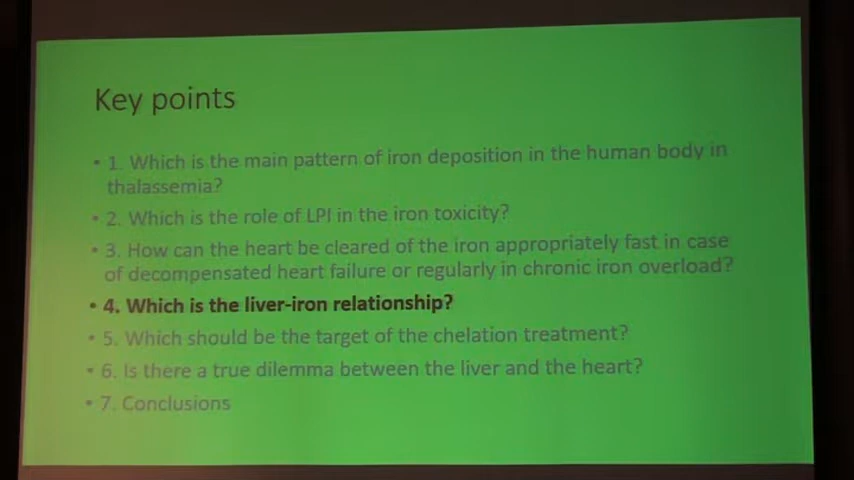 Key points
• 1. Which is the main pattern of iron deposition in the human body in
thalassemia?
• 2. Which is the role of LPI in the iron toxicity?
• 3. How can the heart be cleared of the iron appropriately fast in case
of decompensated heart failure or regularly in chronic iron overload?
• 4. Which is the liver-iron relationship?
• 5. Which should be the target of the chelation treatment?
• 6. Is there a true dilemma between the liver and the heart?
• 7. Conclusions